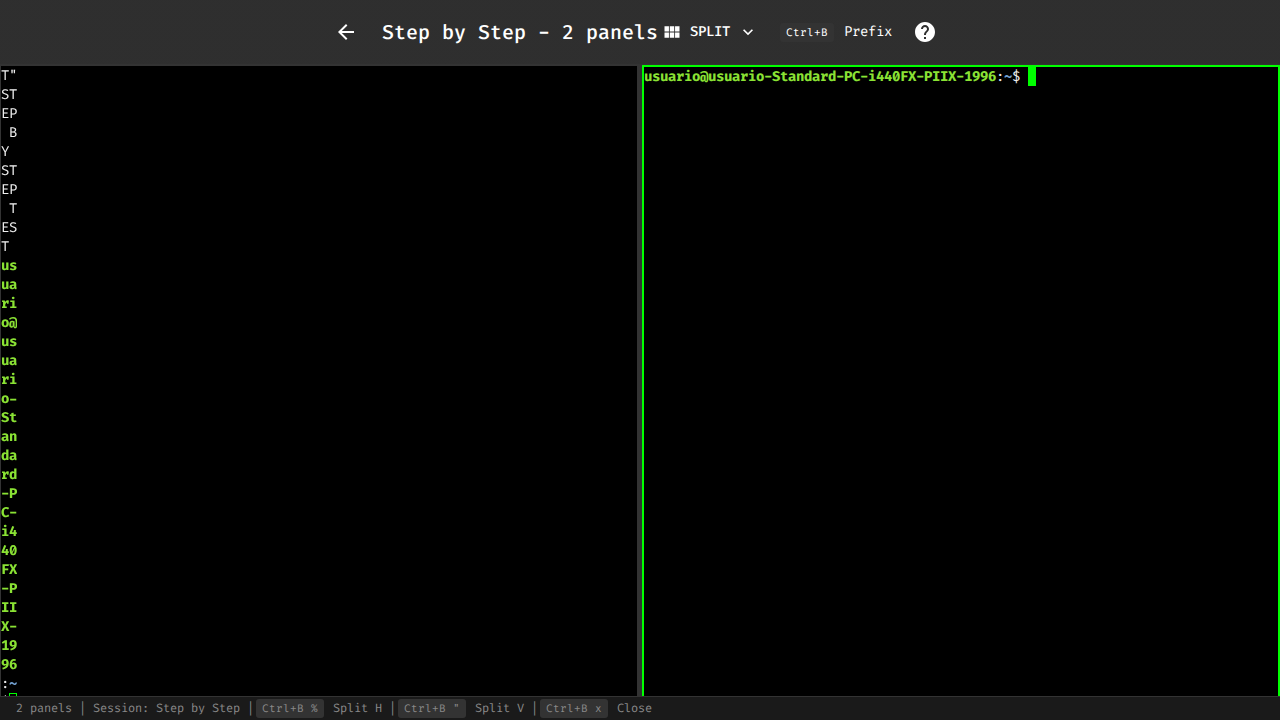 Step by Step - 2 panels SPLIT Ctrl+B Prefix
T"
ST
EP
 B
Y
ST
EP
 T
ES
T
us
ua
ri
o@
us
ua
ri
o-
St
an
da
rd
-P
C-
i4
40
FX
-P
II
X-
19
96
:~
usuario@usuario-Standard-PC-i440FX-PIIX-1996:~$
2 panels | Session: Step by Step | Ctrl+B % Split H | Ctrl+B " Split V | Ctrl+B x Close